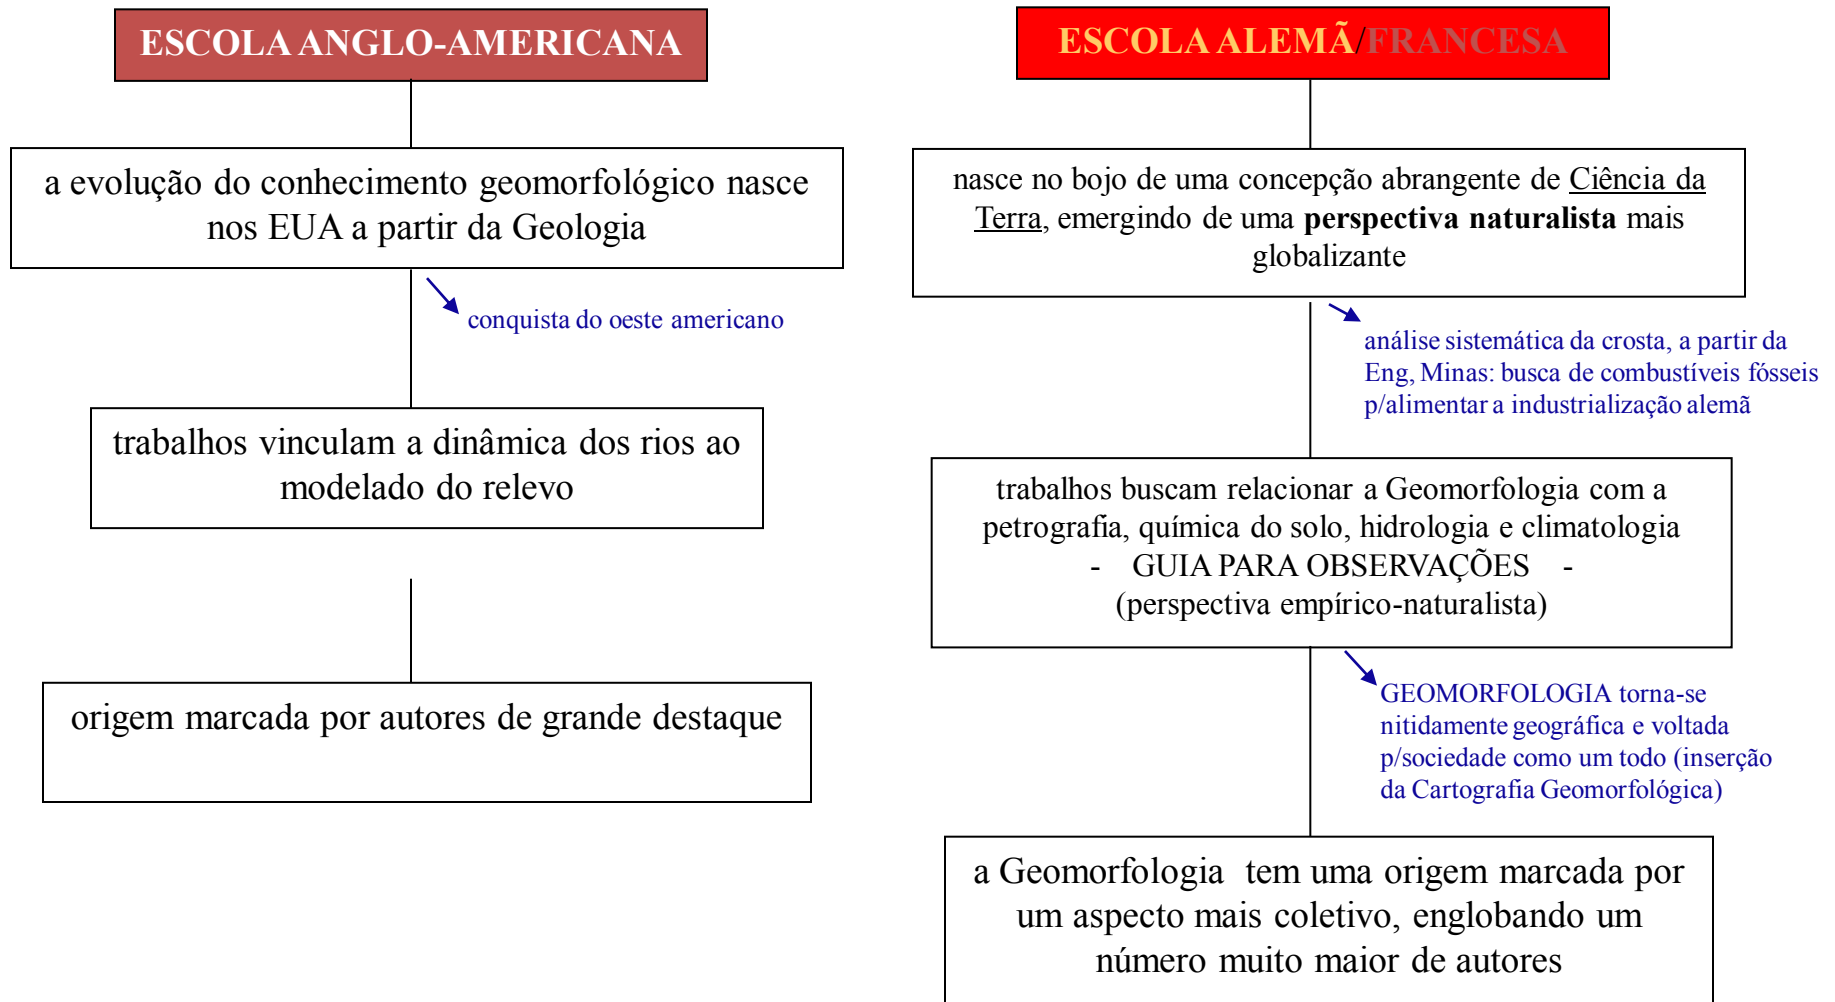 ESCOLA ANGLO-AMERICANA
a evolução do conhecimento geomorfológico nasce
nos EUA a partir da Geologia
conquista do oeste americano
trabalhos vinculam a dinâmica dos rios ao
modelado do relevo
origem marcada por autores de grande destaque
ESCOLA ALEMÃ/FRANCESA
nasce no bojo de uma concepção abrangente de Ciência da
Terra, emergindo de uma perspectiva naturalista mais
globalizante
análise sistemática da crosta, a partir da
Eng, Minas: busca de combustíveis fósseis
p/alimentar a industrialização alemã
trabalhos buscam relacionar a Geomorfologia com a
petrografia, química do solo, hidrologia e climatologia
- GUIA PARA OBSERVAÇÕES -
(perspectiva empírico-naturalista)
GEOMORFOLOGIA torna-se
nitidamente geográfica e voltada
p/sociedade como um todo (inserção
da Cartografia Geomorfológica)
a Geomorfologia tem uma origem marcada por
um aspecto mais coletivo, englobando um
número muito maior de autores